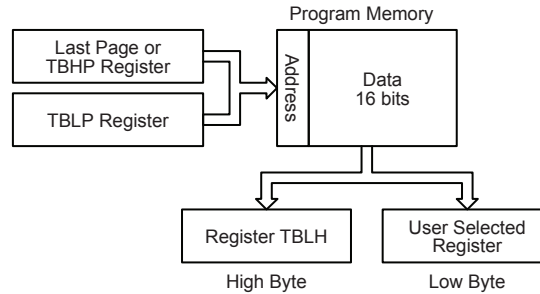 Program Memory
Last Page or
TBHP Register
TBLP Register
Address
Data
16 bits
Register TBLH
User Selected
Register
High Byte
Low Byte